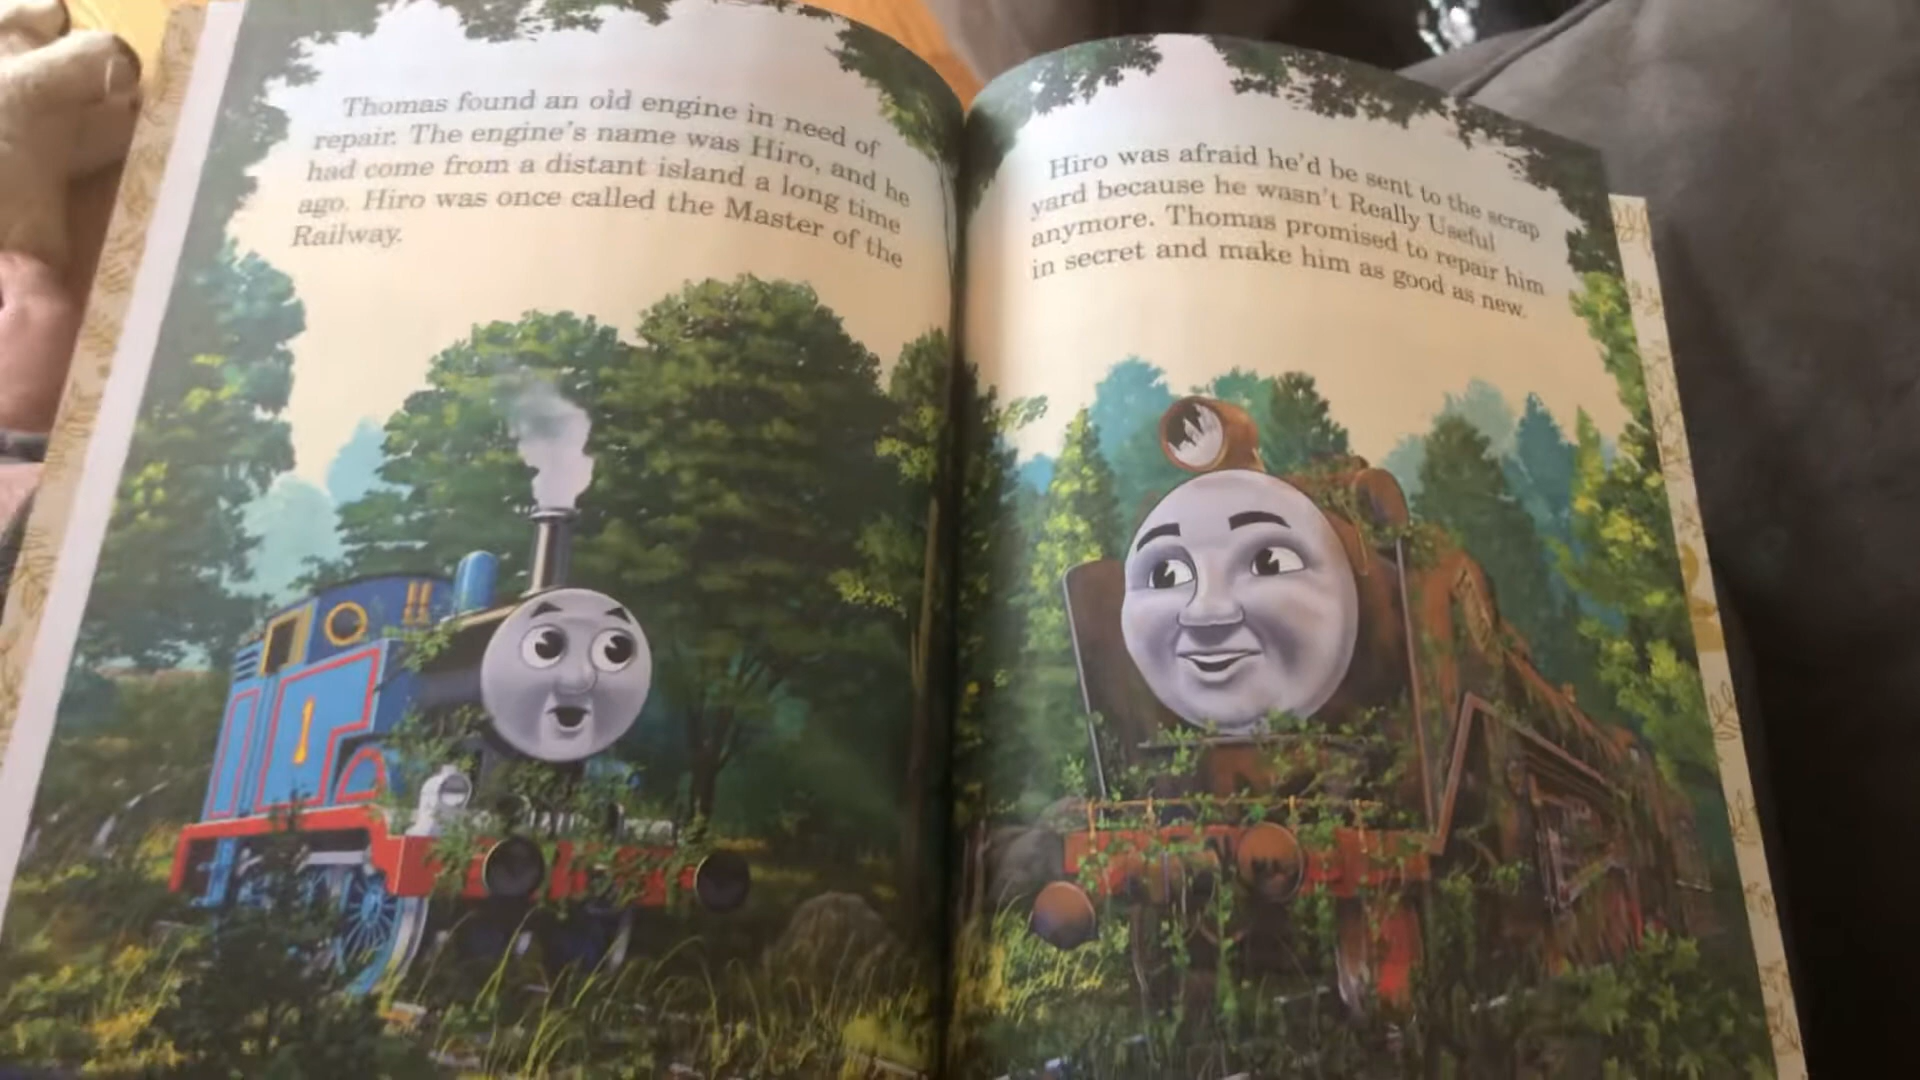 Thomas found an old engine in need of
repair. The engine's name was Hiro, and he
had come from a distant island a long time
ago. Hiro was once called the Master of the
Railway.
Hiro was afraid he'd be sent to the scrap
yard because he wasn't Really Useful
anymore. Thomas promised to repair him
in secret and make him as good as new.
1